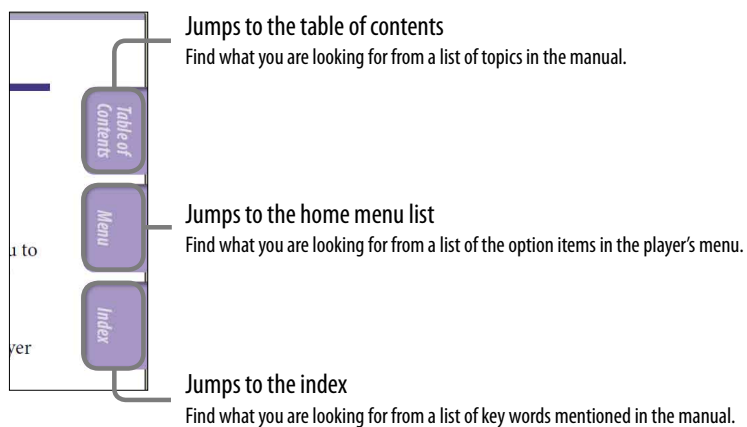 Jumps to the table of contents
Find what you are looking for from a list of topics in the manual.
Table of
Contents
Menu
Jumps to the home menu list
Find what you are looking for from a list of the option items in the player's menu.
u to
Index
yer
Jumps to the index
Find what you are looking for from a list of key words mentioned in the manual.